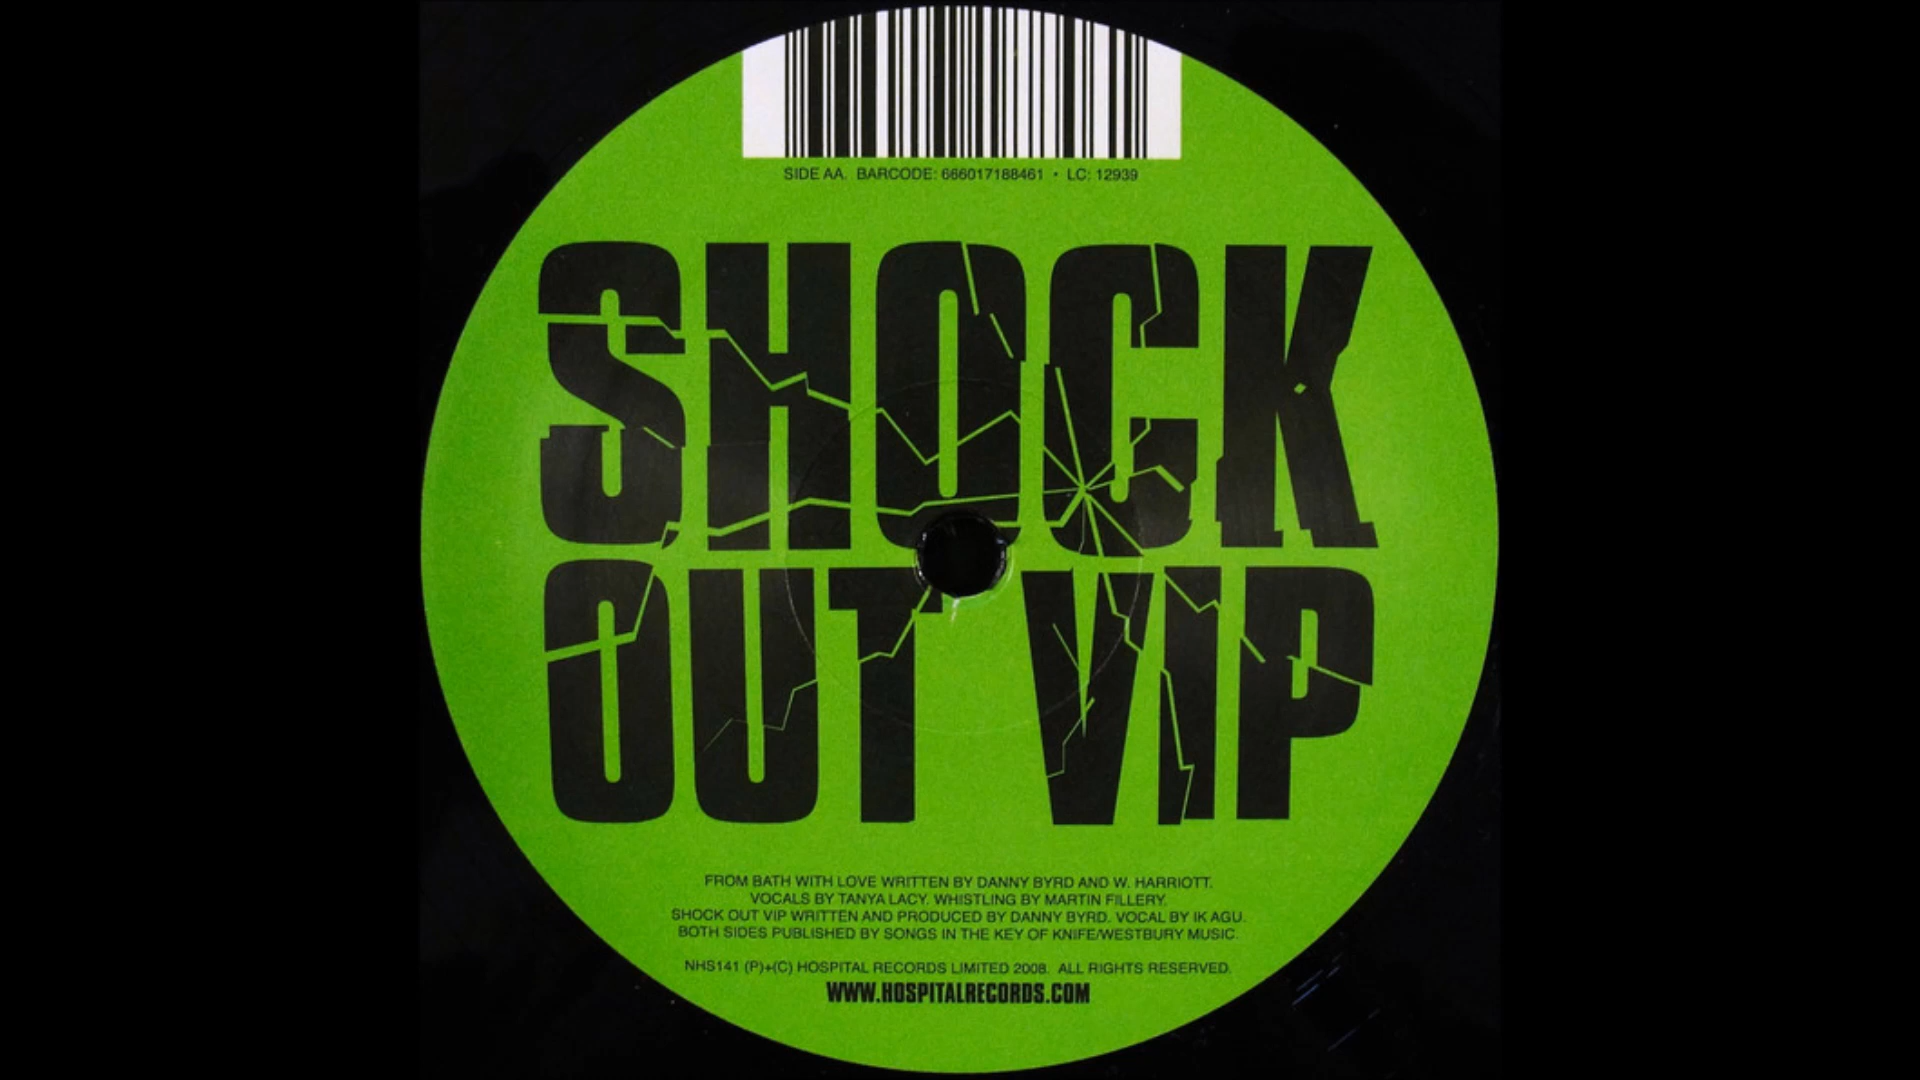 SIDE AA. BARCODE: 666017188461 • LC: 12939
SHOCK
OUT VIP
FROM BATH WITH LOVE WRITTEN BY DANNY BYRD AND W. HARRIOTT.
VOCALS BY TANYA LACY. WHISTLING BY MARTIN FILLERY.
SHOCK OUT VIP WRITTEN AND PRODUCED BY DANNY BYRD. VOCAL BY IK AGU.
BOTH SIDES PUBLISHED BY SONGS IN THE KEY OF KNIFE/WESTBURY MUSIC.
NHS141 (P)+(C) HOSPITAL RECORDS LIMITED 2008. ALL RIGHTS RESERVED.
WWW.HOSPITALRECORDS.COM